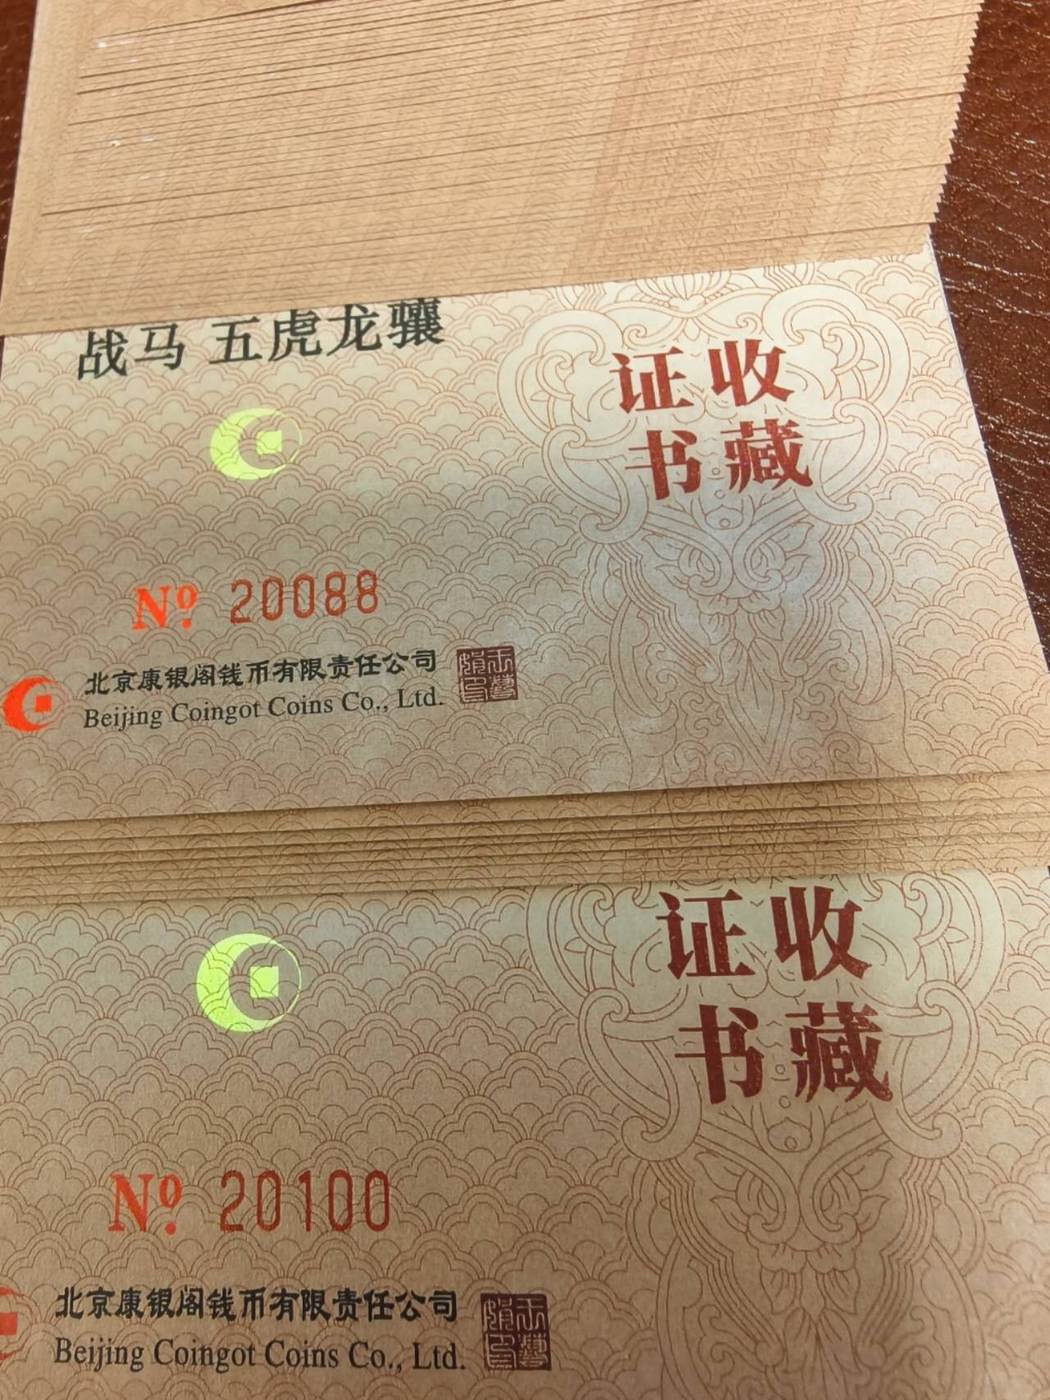 战马 五虎龙骧
收藏
证书
No. 20088
北京康银阁钱币有限责任公司
Beijing Coingot Coins Co., Ltd.
收藏
证书
No. 20100
北京康银阁钱币有限责任公司
Beijing Coingot Coins Co., Ltd.